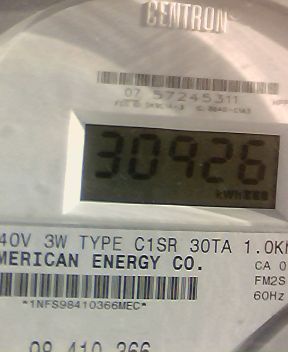 CENTRON
07 57245311
30926
kWh
40V 3W TYPE C1SR 30TA 1.0K
MERICAN ENERGY CO.
CA 0
FM2S
*1NFS98410366MEC*
60Hz
98 410 366